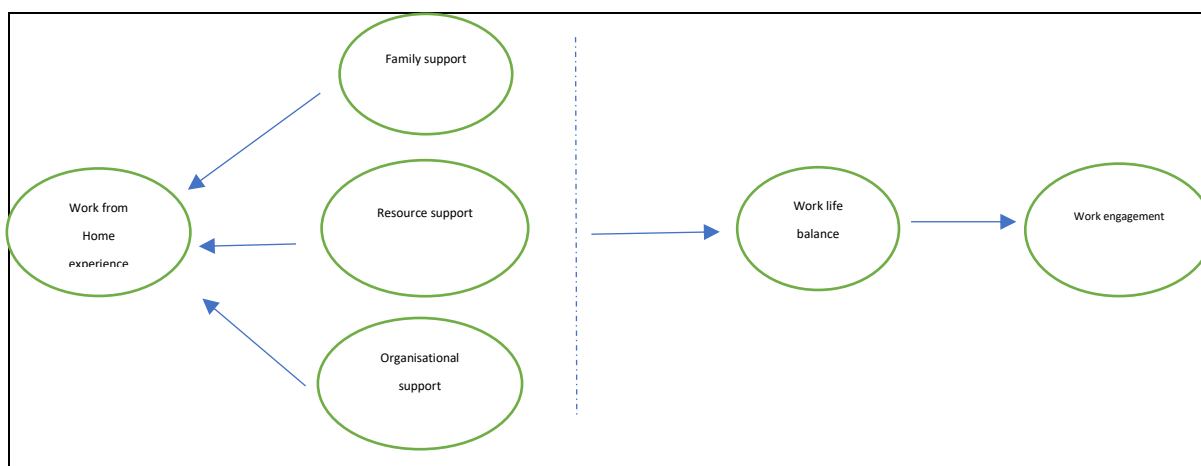 Family support
Work from
Home
experience
Resource support
Organisational
support
Work life
balance
Work engagement